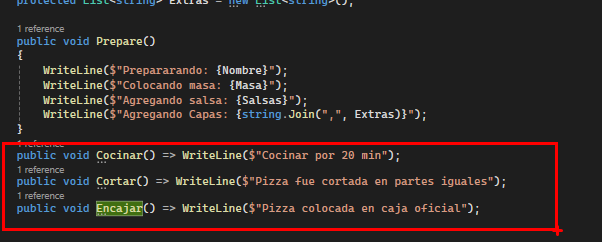 protected List<string> Extras = new List<string>();
1 reference
public void Prepare()
{
WriteLine($"Prepararando: {Nombre}");
WriteLine($"Colocando masa: {Masa}");
WriteLine($"Agregando salsa: {Salsas}");
WriteLine($"Agregando Capas: {string.Join(",", Extras)}");
}
1 reference
public void Cocinar() => WriteLine($"Cocinar por 20 min");
1 reference
public void Cortar() => WriteLine($"Pizza fue cortada en partes iguales");
1 reference
public void Encajar() => WriteLine($"Pizza colocada en caja oficial");